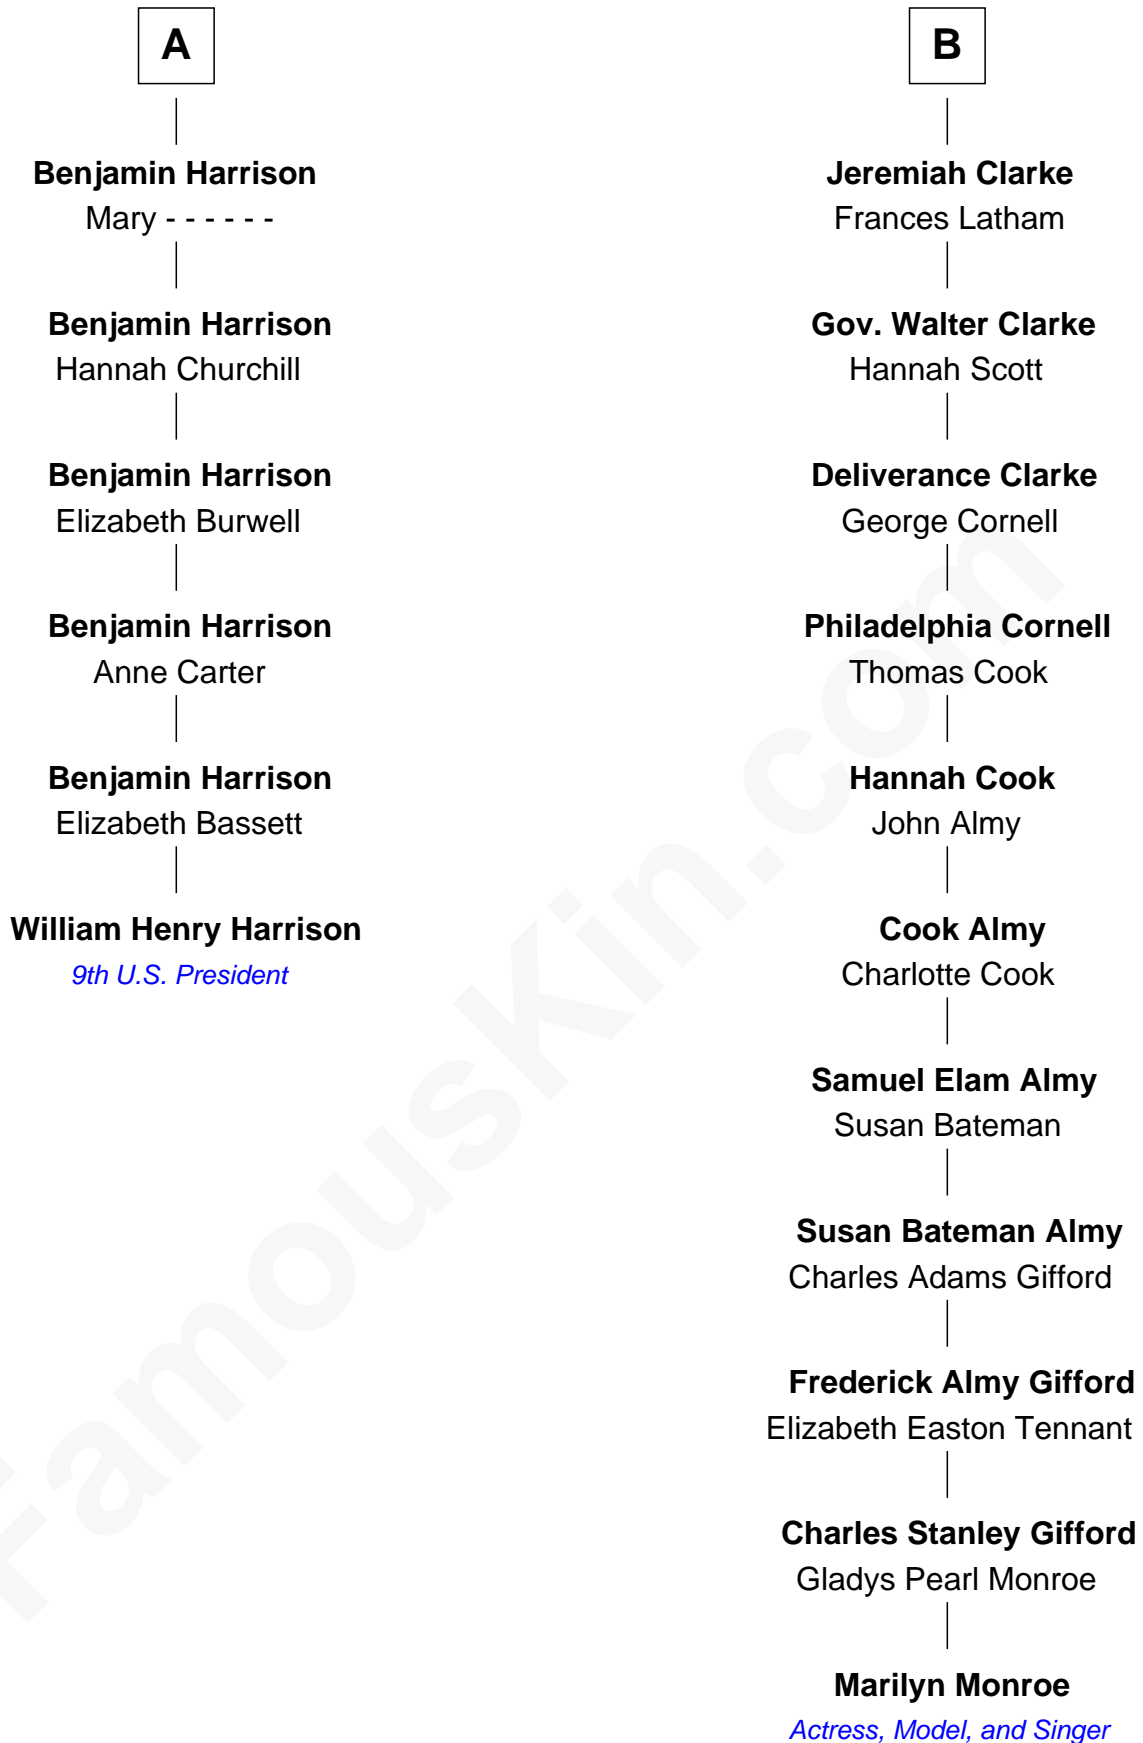 A
Benjamin Harrison
Mary - - - - - -
Benjamin Harrison
Hannah Churchill
Benjamin Harrison
Elizabeth Burwell
Benjamin Harrison
Anne Carter
Benjamin Harrison
Elizabeth Bassett
William Henry Harrison
9th U.S. President
B
Jeremiah Clarke
Frances Latham
Gov. Walter Clarke
Hannah Scott
Deliverance Clarke
George Cornell
Philadelphia Cornell
Thomas Cook
Hannah Cook
John Almy
Cook Almy
Charlotte Cook
Samuel Elam Almy
Susan Bateman
Susan Bateman Almy
Charles Adams Gifford
Frederick Almy Gifford
Elizabeth Easton Tennant
Charles Stanley Gifford
Gladys Pearl Monroe
Marilyn Monroe
Actress, Model, and Singer
FamousKin.com